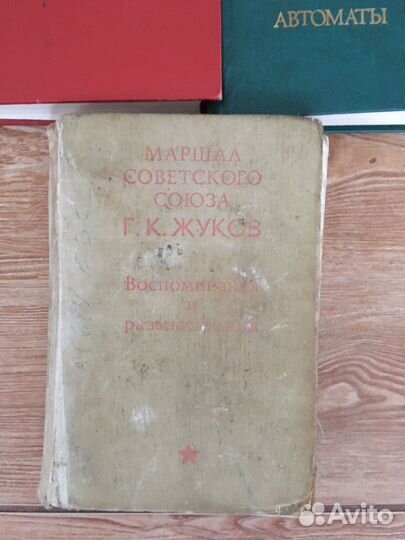 АВТОМАТЫ
МАРШАЛ
СОВЕТСКОГО
СОЮЗА
Г. К. ЖУКОВ
Воспоминания
и
размышления
Avito